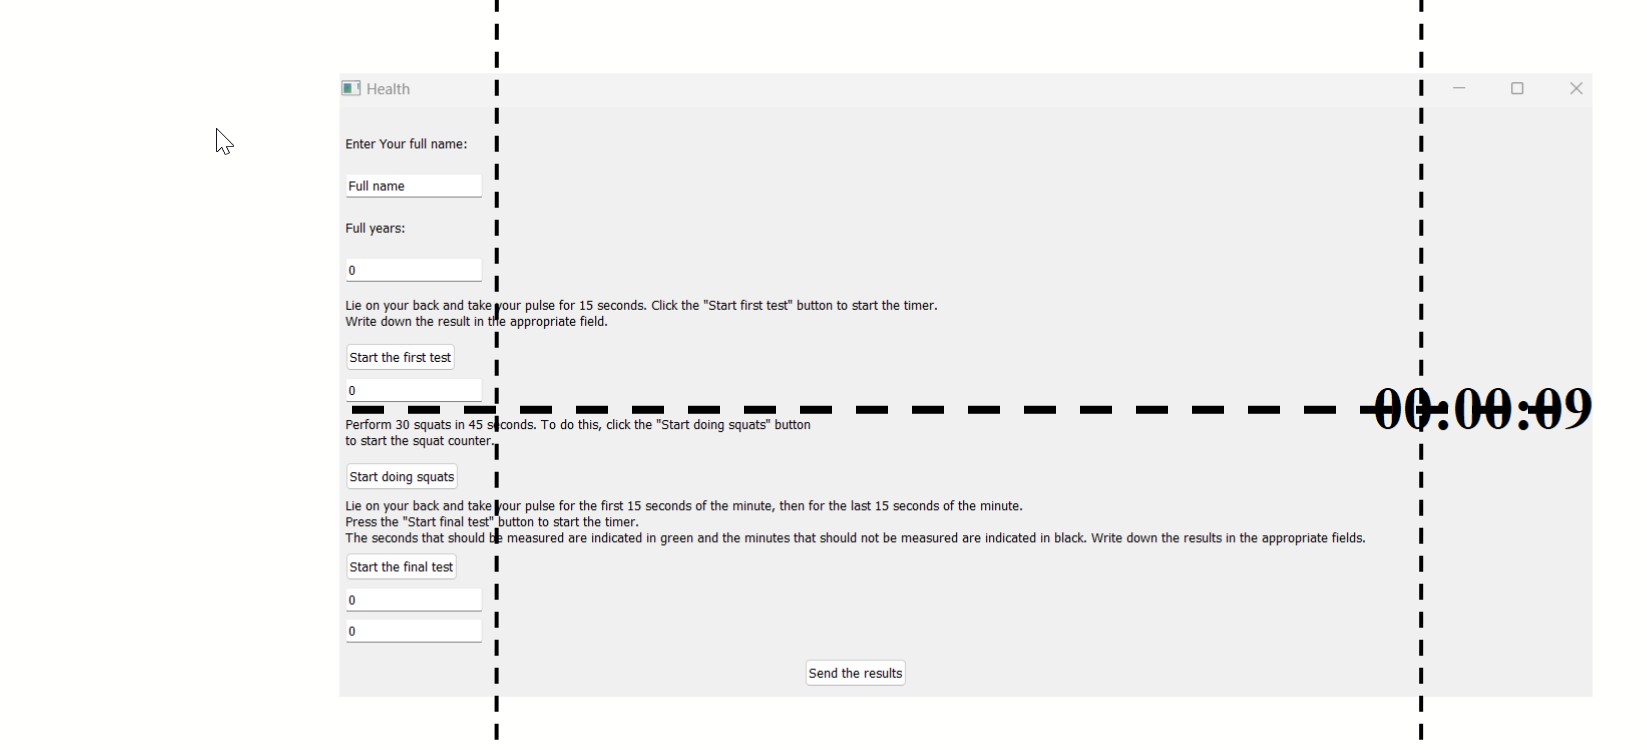 Health
Enter Your full name:
Full name
Full years:
0
Lie on your back and take your pulse for 15 seconds. Click the "Start first test" button to start the timer.
Write down the result in the appropriate field.
Start the first test
0
00:00:09
Perform 30 squats in 45 seconds. To do this, click the "Start doing squats" button
to start the squat counter.
Start doing squats
Lie on your back and take your pulse for the first 15 seconds of the minute, then for the last 15 seconds of the minute.
Press the "Start final test" button to start the timer.
The seconds that should be measured are indicated in green and the minutes that should not be measured are indicated in black. Write down the results in the appropriate fields.
Start the final test
0
0
Send the results